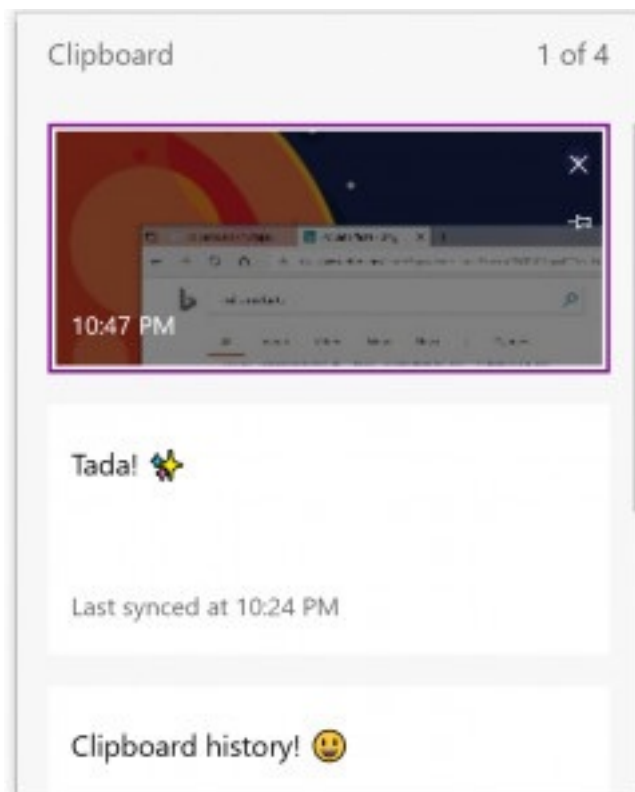 Clipboard 1 of 4
10:47 PM
Tada! ✨
Last synced at 10:24 PM
Clipboard history! 😃